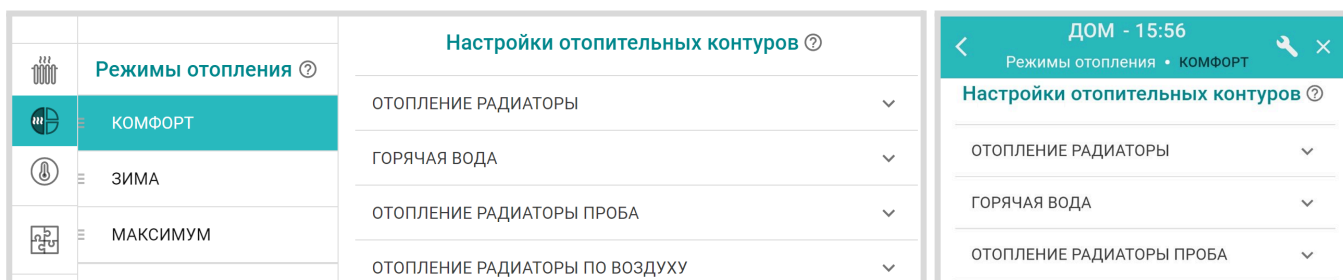 Режимы отопления
КОМФОРТ
ЗИМА
МАКСИМУМ
Настройки отопительных контуров
ОТОПЛЕНИЕ РАДИАТОРЫ
ГОРЯЧАЯ ВОДА
ОТОПЛЕНИЕ РАДИАТОРЫ ПРОБА
ОТОПЛЕНИЕ РАДИАТОРЫ ПО ВОЗДУХУ
ДОМ - 15:56
Режимы отопления • КОМФОРТ
Настройки отопительных контуров
ОТОПЛЕНИЕ РАДИАТОРЫ
ГОРЯЧАЯ ВОДА
ОТОПЛЕНИЕ РАДИАТОРЫ ПРОБА